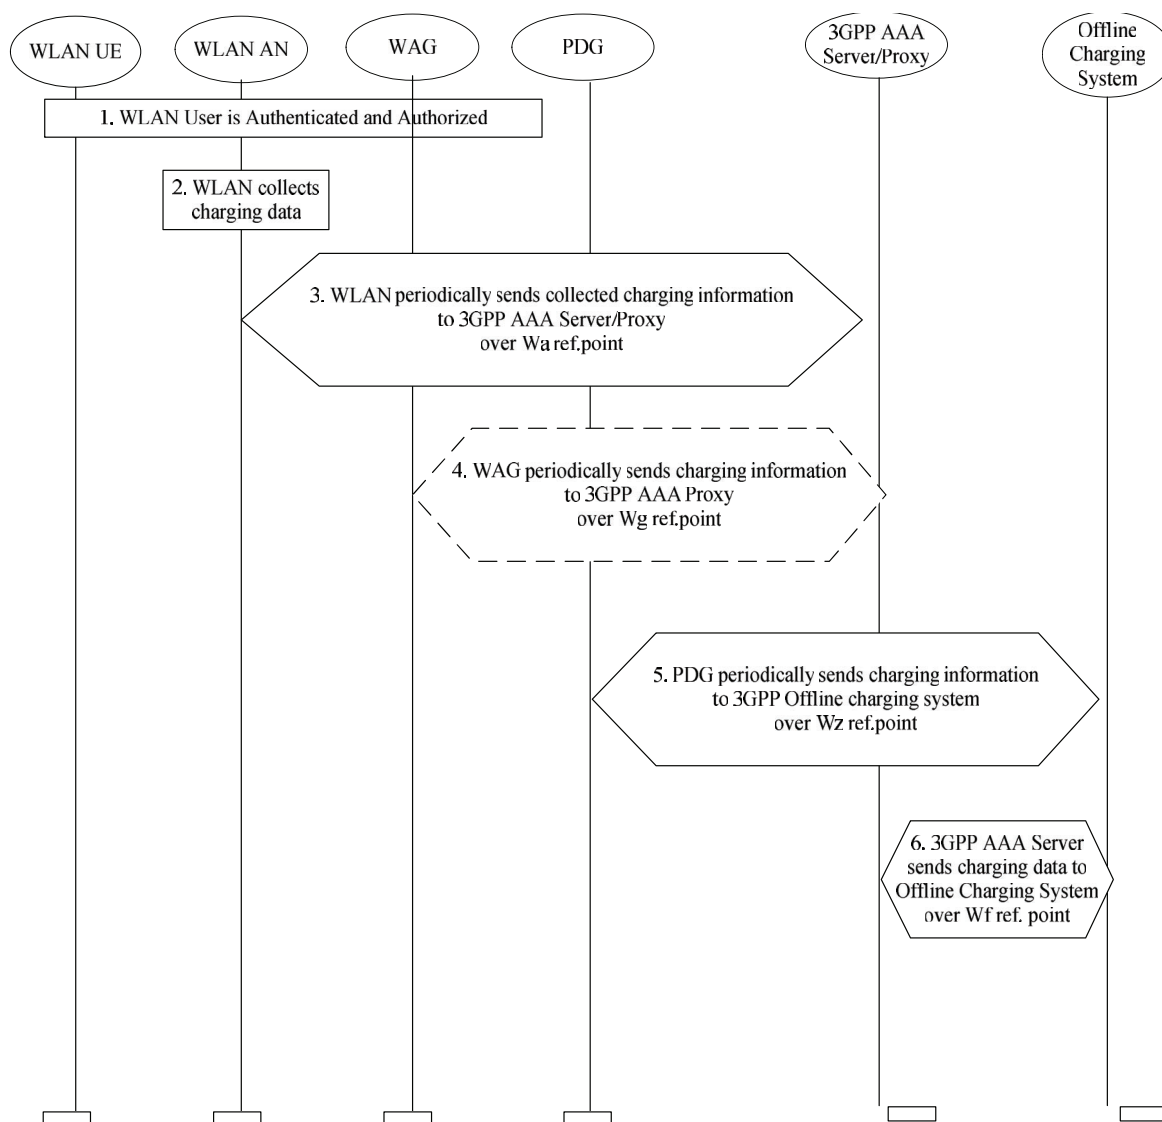 WLAN UE
WLAN AN
WAG
PDG
3GPP AAA
Server/Proxy
Offline
Charging
System
1. WLAN User is Authenticated and Authorized
2. WLAN collects
charging data
3. WLAN periodically sends collected charging information
to 3GPP AAA Server/Proxy
over Wa ref.point
4. WAG periodically sends charging information
to 3GPP AAA Proxy
over Wg ref.point
5. PDG periodically sends charging information
to 3GPP Offline charging system
over Wz ref.point
6. 3GPP AAA Server
sends charging data to
Offline Charging System
over Wf ref. point